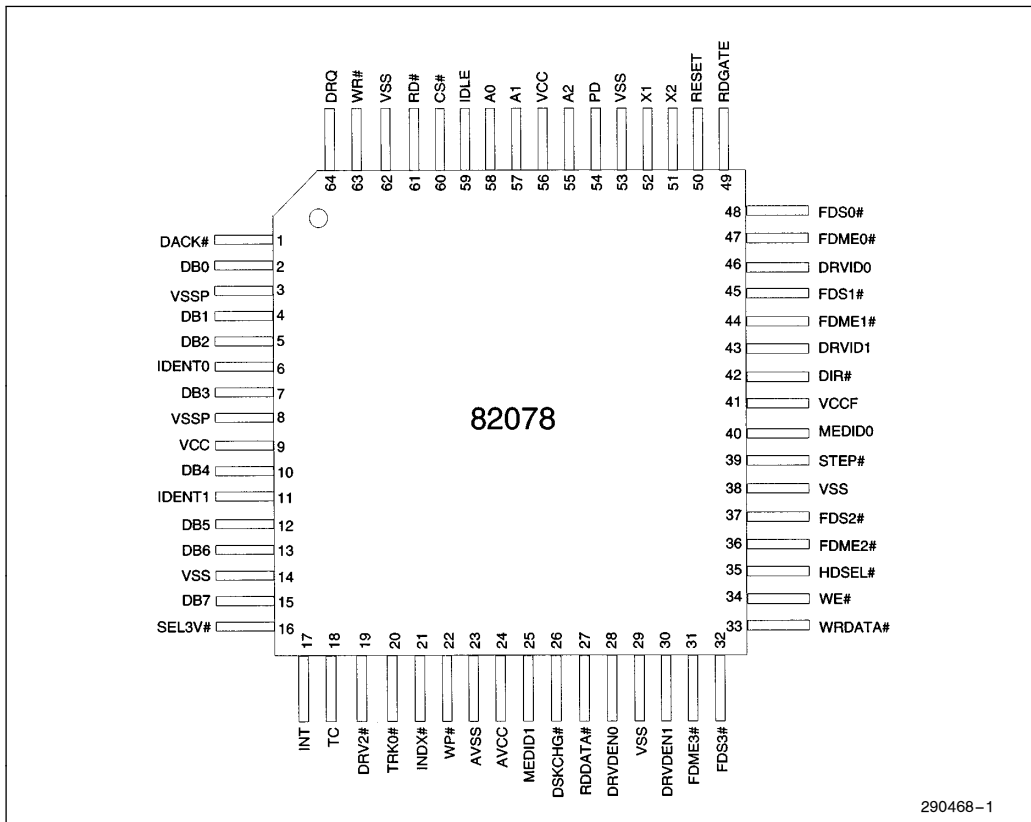 DRQ
WR#
VSS
RD#
CS#
IDLE
A0
A1
VCC
A2
PD
VSS
X1
X2
RESET
RDGATE
64 63 62 61 60 59 58 57 56 55 54 53 52 51 50 49
DACK# 1
DB0 2
VSSP 3
DB1 4
DB2 5
IDENT0 6
DB3 7
VSSP 8
VCC 9
DB4 10
IDENT1 11
DB5 12
DB6 13
VSS 14
DB7 15
SEL3V# 16
82078
48 FDS0#
47 FDME0#
46 DRVID0
45 FDS1#
44 FDME1#
43 DRVID1
42 DIR#
41 VCCF
40 MEDID0
39 STEP#
38 VSS
37 FDS2#
36 FDME2#
35 HDSEL#
34 WE#
33 WRDATA#
17 18 19 20 21 22 23 24 25 26 27 28 29 30 31 32
INT
TC
DRV2#
TRK0#
INDX#
WP#
AVSS
AVCC
MEDID1
DSKCHG#
RDDATA#
DRVDEN0
VSS
DRVDEN1
FDME3#
FDS3#
290468–1